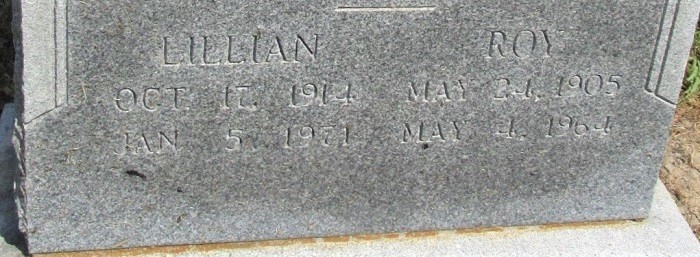 LILLIAN ROY
OCT. 17, 1914 MAY 24, 1905
JAN 5, 1971 MAY 4, 1964